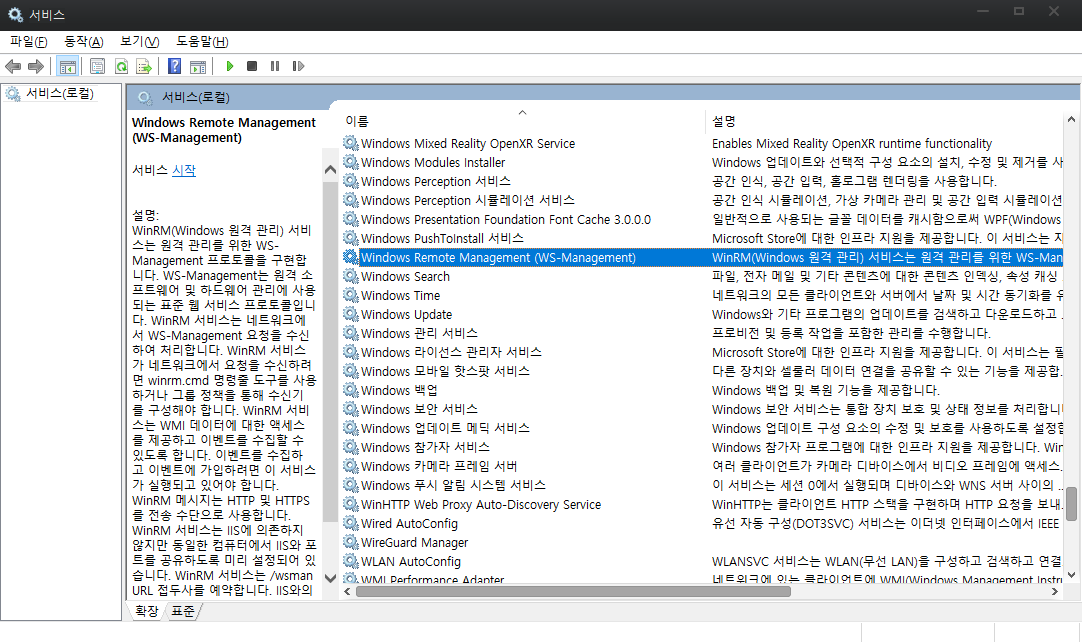 서비스
파일(F) 동작(A) 보기(V) 도움말(H)
서비스(로컬)
서비스(로컬)
Windows Remote Management
(WS-Management)
서비스 시작
설명:
WinRM(Windows 원격 관리) 서비
스는 원격 관리를 위한 WS-
Management 프로토콜을 구현합
니다. WS-Management는 원격 소
프트웨어 및 하드웨어 관리에 사용
되는 표준 웹 서비스 프로토콜입니
다. WinRM 서비스는 네트워크에
서 WS-Management 요청을 수신
하여 처리합니다. WinRM 서비스
가 네트워크에서 요청을 수신하려
면 winrm.cmd 명령줄 도구를 사용
하거나 그룹 정책을 통해 수신기
를 구성해야 합니다. WinRM 서비
스는 WMI 데이터에 대한 액세스
를 제공하고 이벤트를 수집할 수
있도록 합니다. 이벤트를 수집하
고 이벤트에 가입하려면 이 서비스
가 실행되고 있어야 합니다.
WinRM 메시지는 HTTP 및 HTTPS
를 전송 수단으로 사용합니다.
WinRM 서비스는 IIS에 의존하지
않지만 동일한 컴퓨터에서 IIS와 포
트를 공유하도록 미리 설정되어 있
습니다. WinRM 서비스는 /wsman
URL 접두사를 예약합니다. IIS와의
이름 설명
Windows Mixed Reality OpenXR Service Enables Mixed Reality OpenXR runtime functionality
Windows Modules Installer Windows 업데이트와 선택적 구성 요소의 설치, 수정 및 제거를 사
Windows Perception 서비스 공간 인식, 공간 입력, 홀로그램 렌더링을 사용합니다.
Windows Perception 시뮬레이션 서비스 공간 인식 시뮬레이션, 가상 카메라 관리 및 공간 입력 시뮬레이션
Windows Presentation Foundation Font Cache 3.0.0.0 일반적으로 사용되는 글꼴 데이터를 캐시함으로써 WPF(Windows
Windows PushToInstall 서비스 Microsoft Store에 대한 인프라 지원을 제공합니다. 이 서비스는 자
Windows Remote Management (WS-Management) WinRM(Windows 원격 관리) 서비스는 원격 관리를 위한 WS-Man
Windows Search 파일, 전자 메일 및 기타 콘텐츠에 대한 콘텐츠 인덱싱, 속성 캐싱
Windows Time 네트워크의 모든 클라이언트와 서버에서 날짜 및 시간 동기화를 유
Windows Update Windows와 기타 프로그램의 업데이트를 검색하고 다운로드하고
Windows 관리 서비스 프로비전 및 등록 작업을 포함한 관리를 수행합니다.
Windows 라이선스 관리자 서비스 Microsoft Store에 대한 인프라 지원을 제공합니다. 이 서비스는 필
Windows 모바일 핫스팟 서비스 다른 장치와 셀룰러 데이터 연결을 공유할 수 있는 기능을 제공합.
Windows 백업 Windows 백업 및 복원 기능을 제공합니다.
Windows 보안 서비스 Windows 보안 서비스는 통합 장치 보호 및 상태 정보를 처리합니
Windows 업데이트 메딕 서비스 Windows 업데이트 구성 요소의 수정 및 보호를 사용하도록 설정합
Windows 참가자 서비스 Windows 참가자 프로그램에 대한 인프라 지원을 제공합니다. Win
Windows 카메라 프레임 서버 여러 클라이언트가 카메라 디바이스에서 비디오 프레임에 액세스.
Windows 푸시 알림 시스템 서비스 이 서비스는 세션 0에서 실행되며 디바이스와 WNS 서버 사이의 ..
WinHTTP Web Proxy Auto-Discovery Service WinHTTP는 클라이언트 HTTP 스택을 구현하며 HTTP 요청을 보내.
Wired AutoConfig 유선 자동 구성(DOT3SVC) 서비스는 이더넷 인터페이스에서 IEEE
WireGuard Manager
WLAN AutoConfig WLANSVC 서비스는 WLAN(무선 LAN)을 구성하고 검색하고 연결
WMI Performance Adapter 네트워크에 있는 클라이언트에 WMI(Windows Management Instr
확장 표준